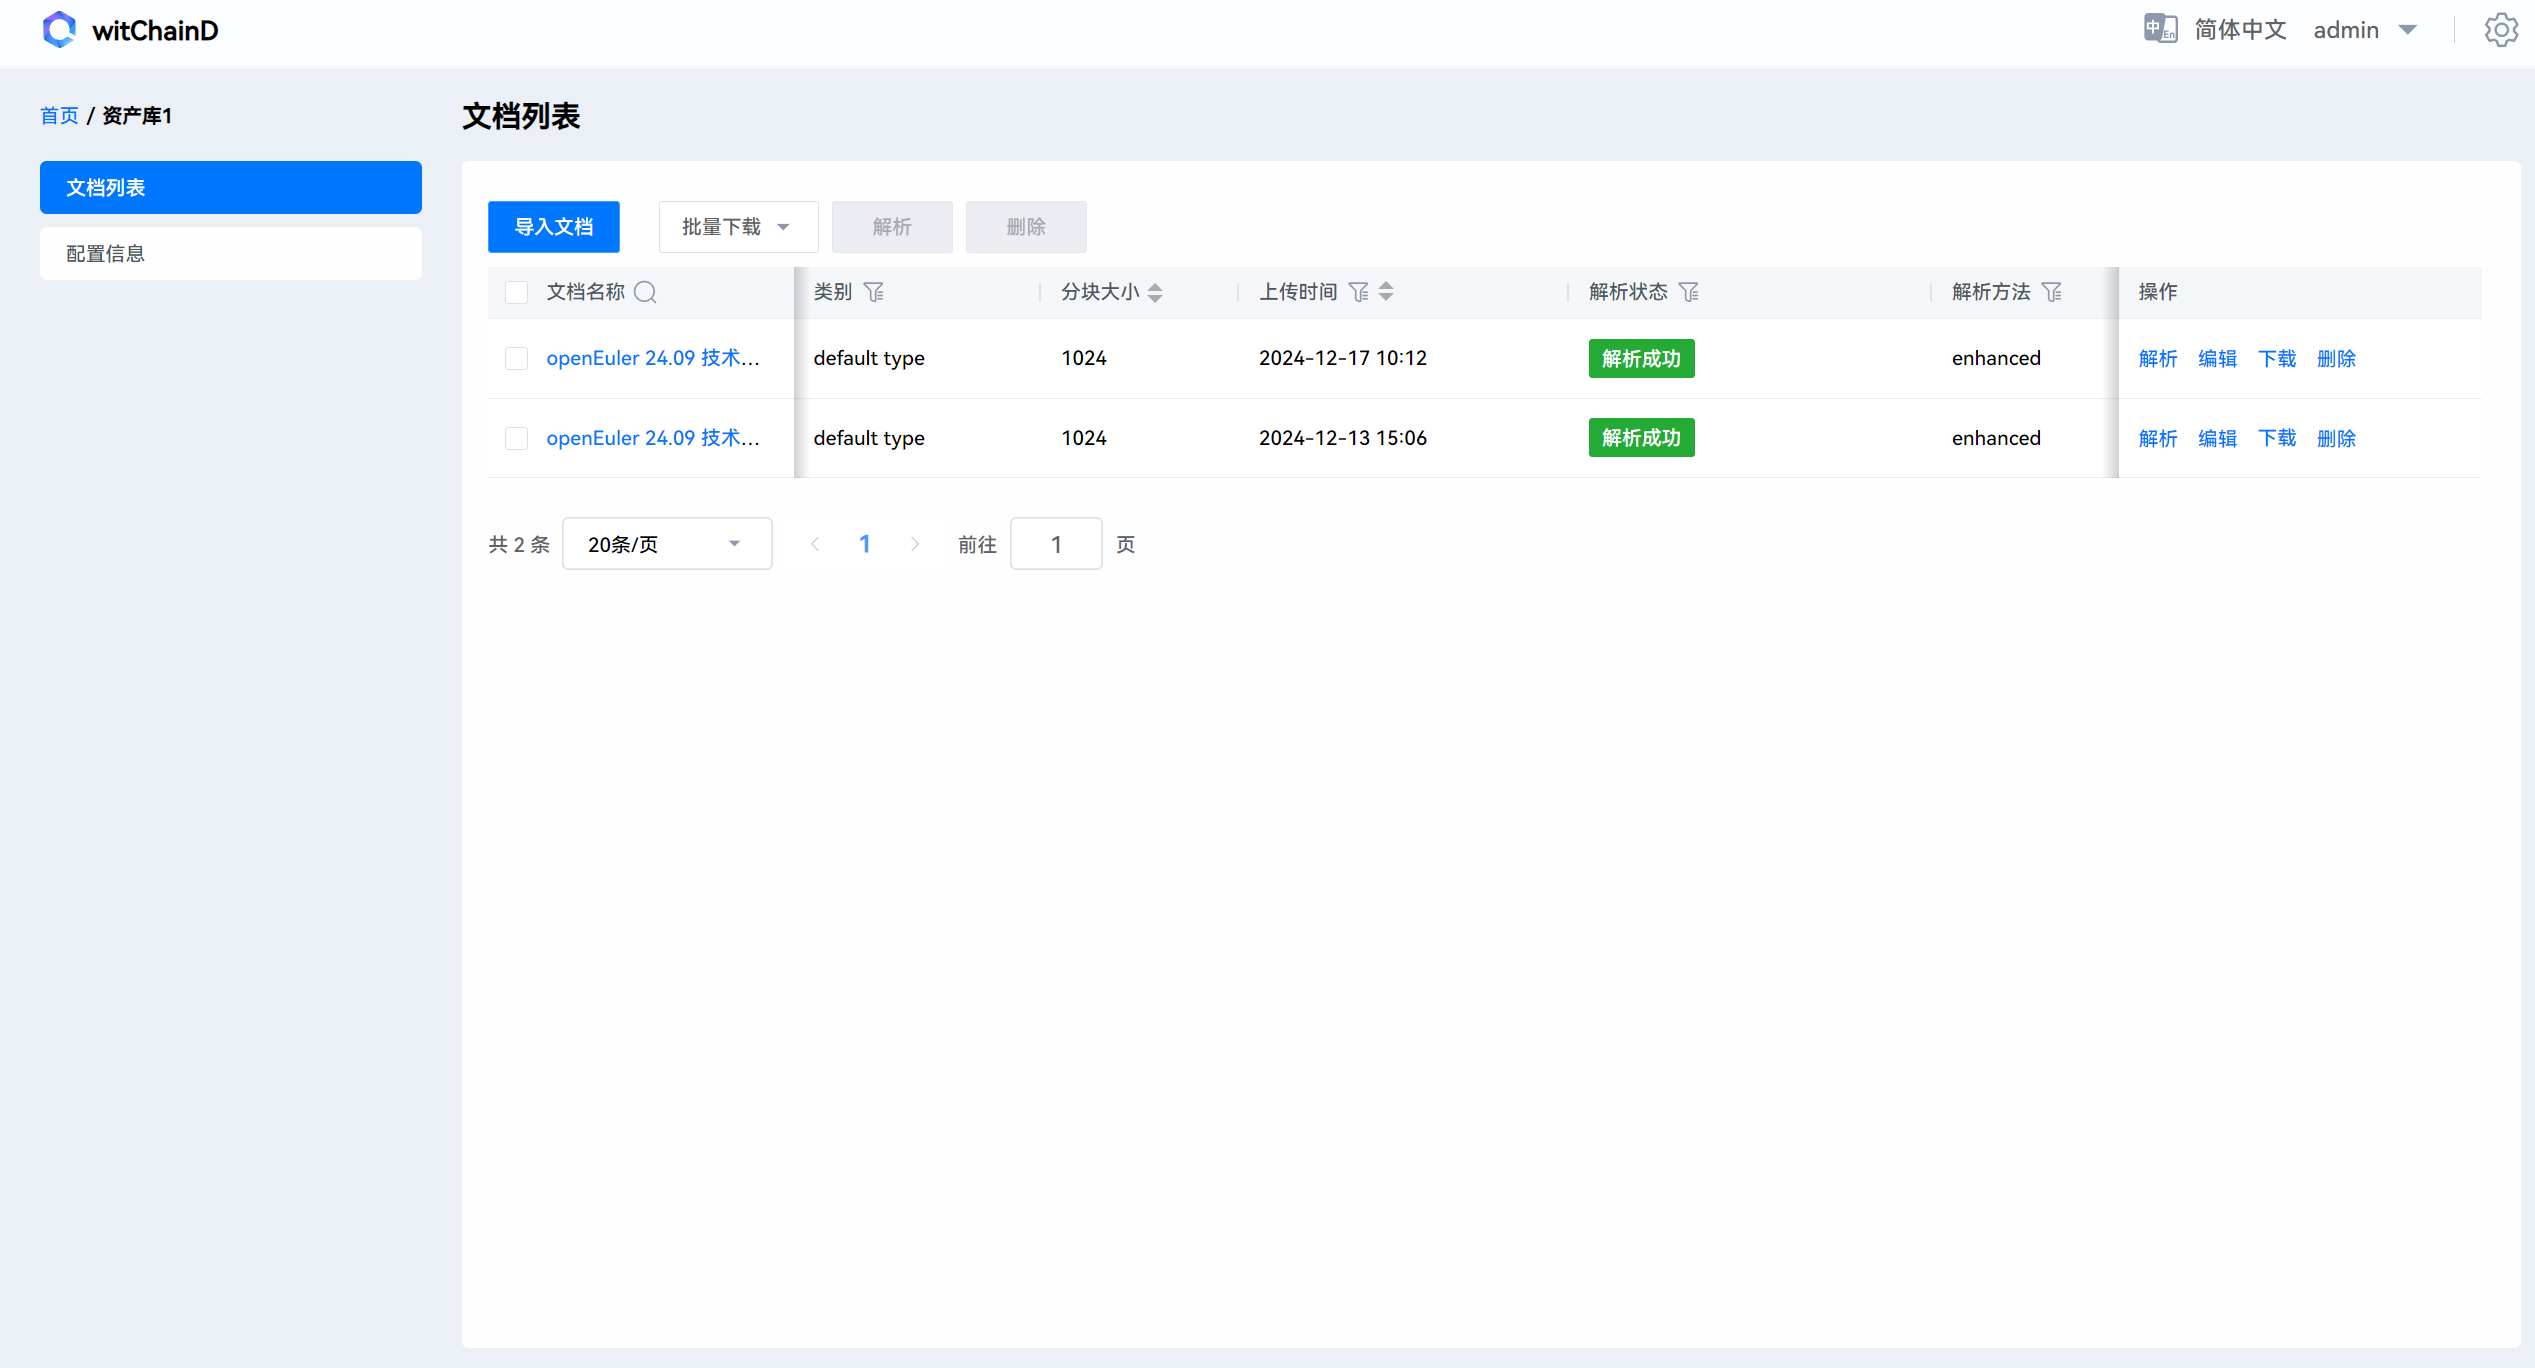 witChainD
中 En 简体中文 admin
首页 / 资产库1
文档列表
配置信息
文档列表
导入文档 批量下载 解析 删除
文档名称 类别 分块大小 上传时间 解析状态 解析方法 操作
openEuler 24.09 技术... default type 1024 2024-12-17 10:12 解析成功 enhanced 解析 编辑 下载 删除
openEuler 24.09 技术... default type 1024 2024-12-13 15:06 解析成功 enhanced 解析 编辑 下载 删除
共 2 条 20条/页 1 前往 1 页